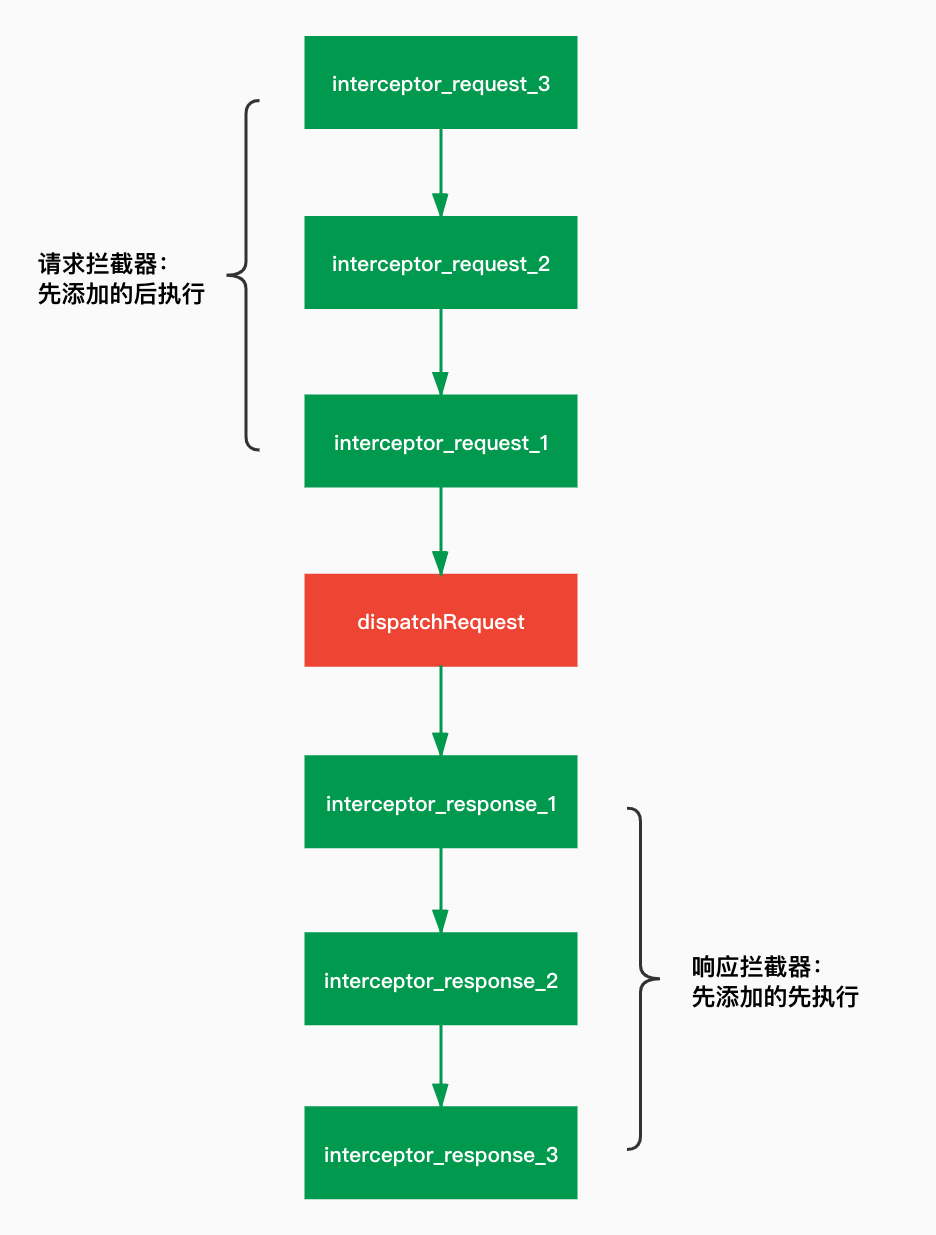 interceptor_request_3
interceptor_request_2
请求拦截器：
先添加的后执行
interceptor_request_1
dispatchRequest
interceptor_response_1
interceptor_response_2
响应拦截器：
先添加的先执行
interceptor_response_3